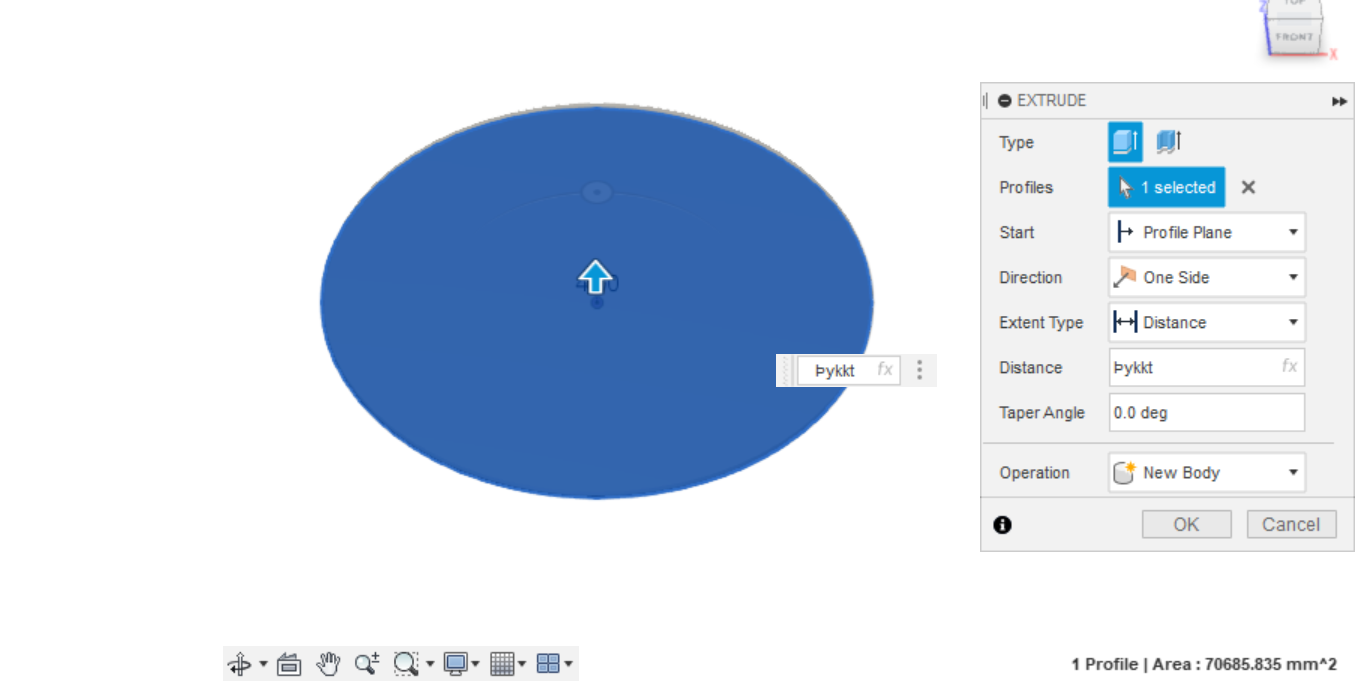 TOP
FRONT
Z
X
EXTRUDE
Type
Profiles 1 selected
Start Profile Plane
Direction One Side
Extent Type Distance
Þykkt fx
Distance Þykkt fx
Taper Angle 0.0 deg
Operation New Body
OK Cancel
1 Profile | Area : 70685.835 mm^2